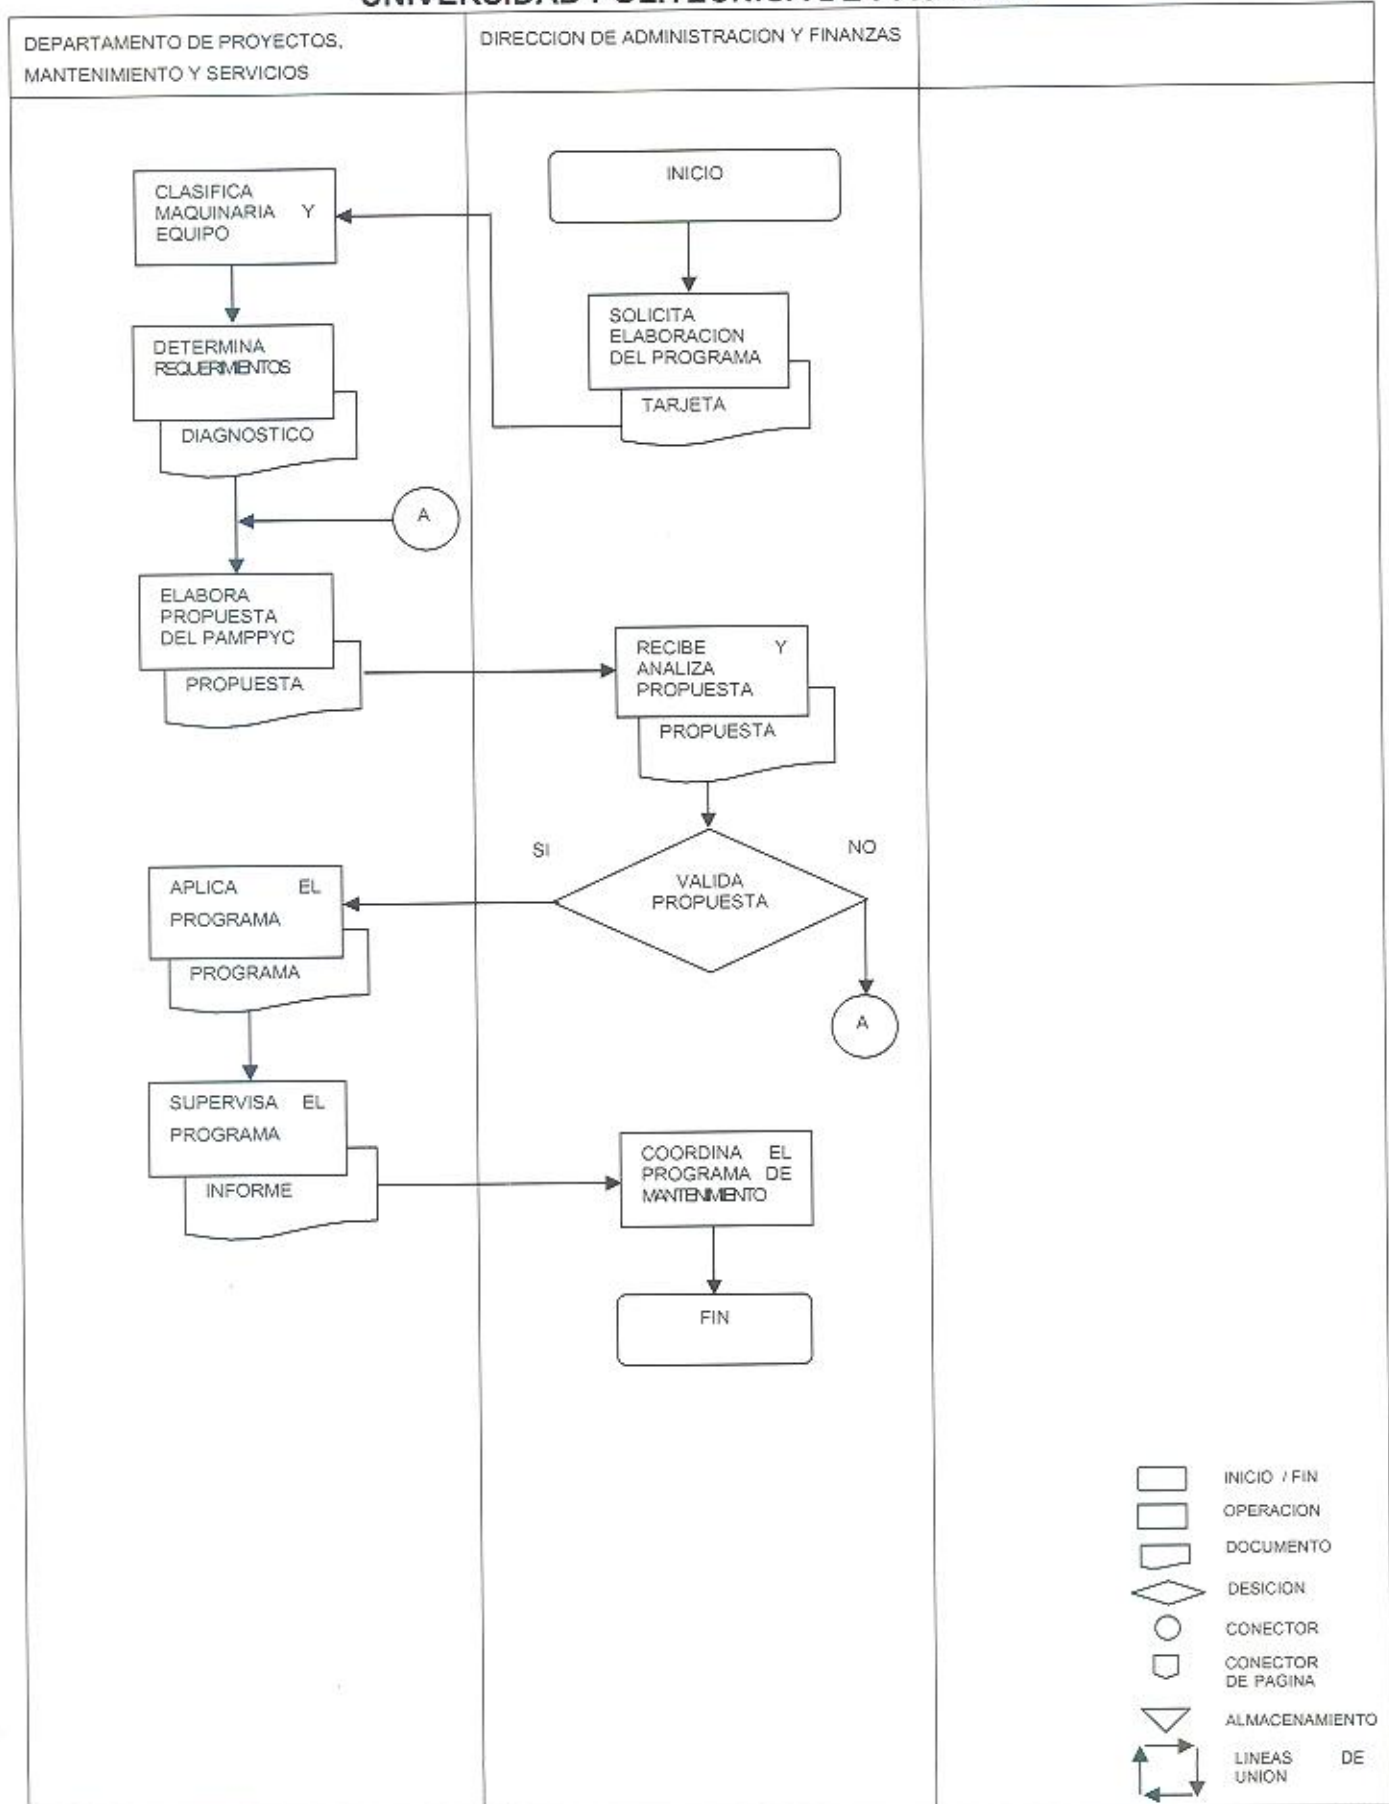 UNIVERSIDAD POLITECNICA DE
DEPARTAMENTO DE PROYECTOS,
MANTENIMIENTO Y SERVICIOS
DIRECCION DE ADMINISTRACION Y FINANZAS
INICIO
CLASIFICA
MAQUINARIA Y
EQUIPO
SOLICITA
ELABORACION
DEL PROGRAMA
TARJETA
DETERMINA
REQUERIMIENTOS
DIAGNOSTICO
A
ELABORA
PROPUESTA
DEL PAMPPYC
PROPUESTA
RECIBE Y
ANALIZA
PROPUESTA
PROPUESTA
SI
NO
VALIDA
PROPUESTA
APLICA EL
PROGRAMA
PROGRAMA
A
SUPERVISA EL
PROGRAMA
INFORME
COORDINA EL
PROGRAMA DE
MANTENIMIENTO
FIN
INICIO / FIN
OPERACION
DOCUMENTO
DESICION
CONECTOR
CONECTOR
DE PAGINA
ALMACENAMIENTO
LINEAS DE
UNION